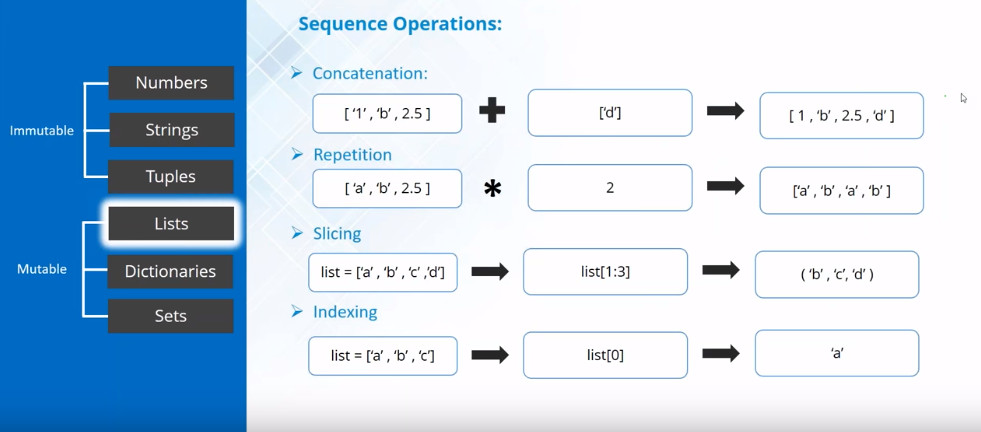 Sequence Operations:
Immutable
Numbers
Strings
Tuples
Mutable
Lists
Dictionaries
Sets
➢ Concatenation:
[ ‘1’ , ‘b’ , 2.5 ] + [‘d’] [ 1 , ‘b’ , 2.5 , ‘d’ ]
➢ Repetition
[ ‘a’ , ‘b’ , 2.5 ] * 2 [‘a’ , ‘b’ , ‘a’ , ‘b’ ]
➢ Slicing
list = [‘a’ , ‘b’ , ‘c’ ,‘d’] list[1:3] ( ‘b’ , ‘c’, ‘d’ )
➢ Indexing
list = [‘a’ , ‘b’ , ‘c’] list[0] ‘a’